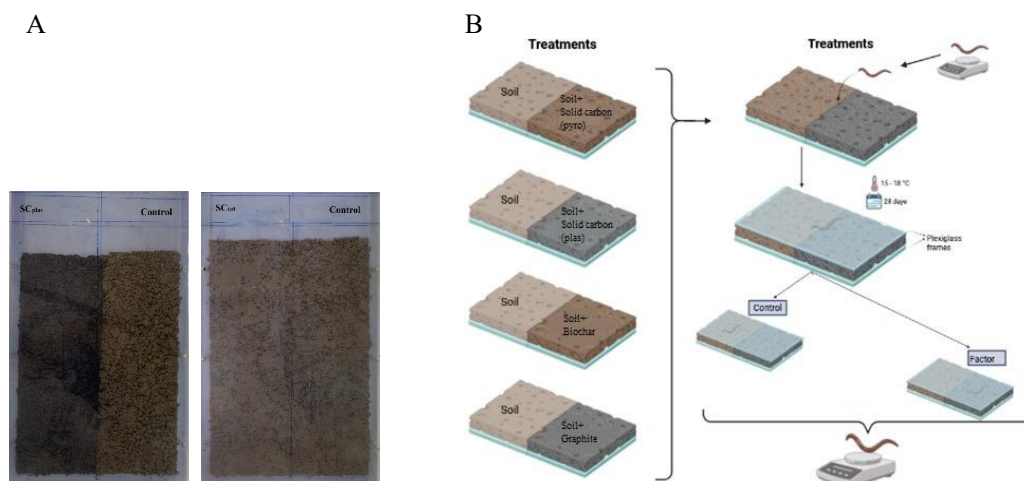 A
B
SCplas
Control
SCcat
Control
Treatments
Soil
Soil+
Solid carbon
(pyro)
Soil
Soil+
Solid carbon
(plas)
Soil
Soil+
Biochar
Soil
Soil+
Graphite
Treatments
15 - 18 °C
28 days
Plexiglass
frames
Control
Factor